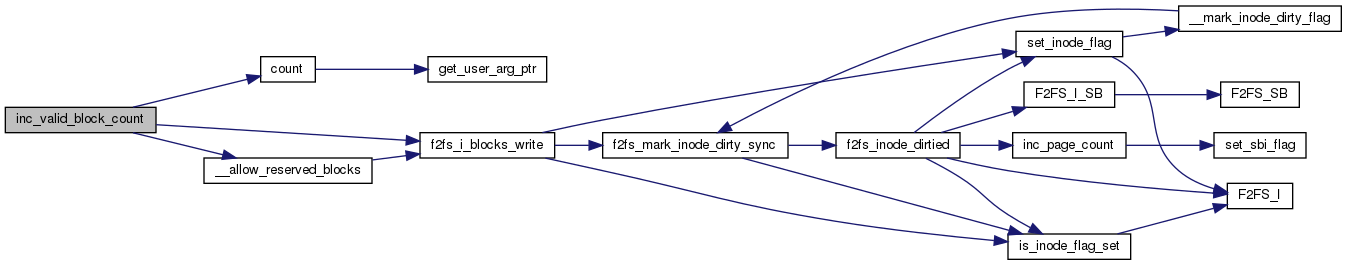 __mark_inode_dirty_flag
set_inode_flag
count
get_user_arg_ptr
F2FS_I_SB
F2FS_SB
inc_valid_block_count
f2fs_i_blocks_write
f2fs_mark_inode_dirty_sync
f2fs_inode_dirtied
inc_page_count
set_sbi_flag
__allow_reserved_blocks
F2FS_I
is_inode_flag_set